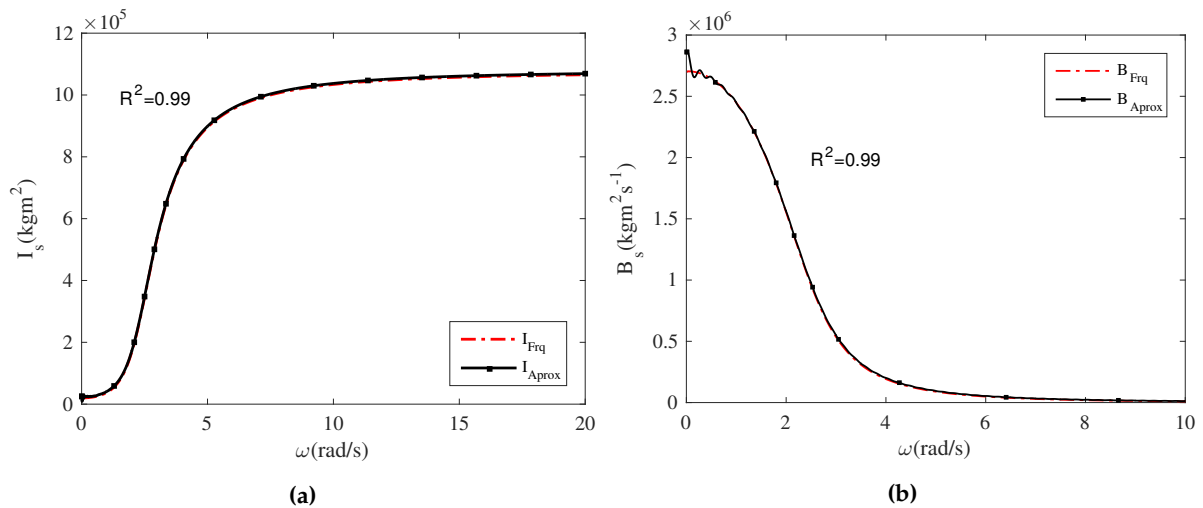 ×10^5
12
10
8
6
4
2
0
I_s(kgm^2)
R^2=0.99
I_Frq
I_Aprox
0 5 10 15 20
ω(rad/s)
(a)
×10^6
3
2.5
2
1.5
1
0.5
0
B_s(kgm^2s^-1)
B_Frq
B_Aprox
R^2=0.99
0 2 4 6 8 10
ω(rad/s)
(b)